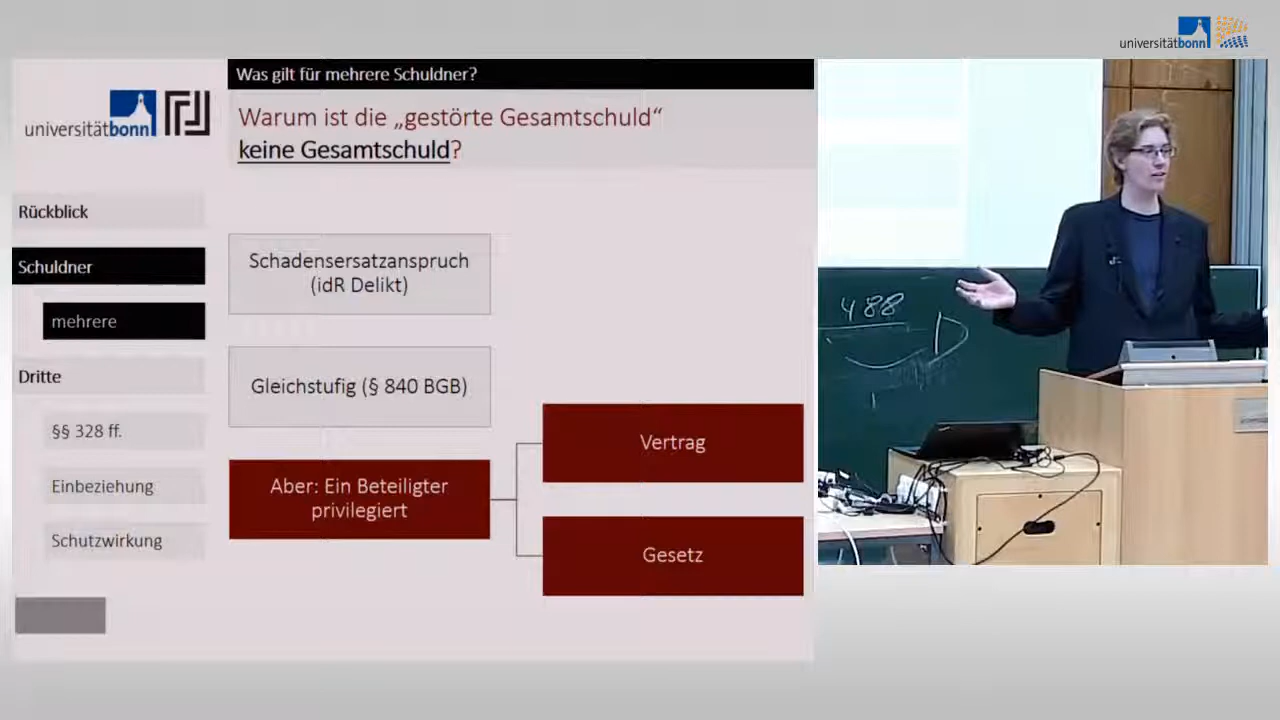 universitätbonn
Was gilt für mehrere Schuldner?
universitätbonn
Warum ist die „gestörte Gesamtschuld“
keine Gesamtschuld?
Rückblick
Schuldner
mehrere
Dritte
§§ 328 ff.
Einbeziehung
Schutzwirkung
Schadensersatzanspruch
(idR Delikt)
Gleichstufig (§ 840 BGB)
Aber: Ein Beteiligter
privilegiert
Vertrag
Gesetz
488